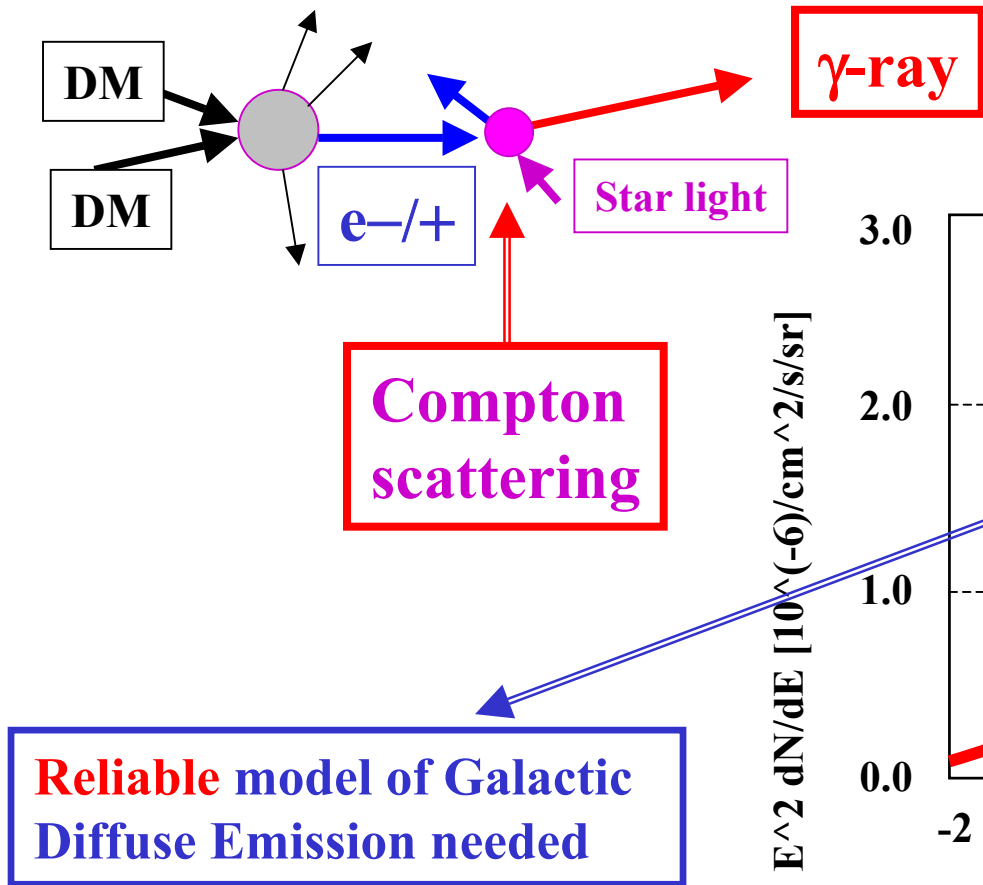 DM
DM
e−/+
Star light
γ-ray
Compton
scattering
Reliable model of Galactic
Diffuse Emission needed
E^2 dN/dE [10^(-6)/cm^2/s/sr]
3.0
2.0
1.0
0.0
-2